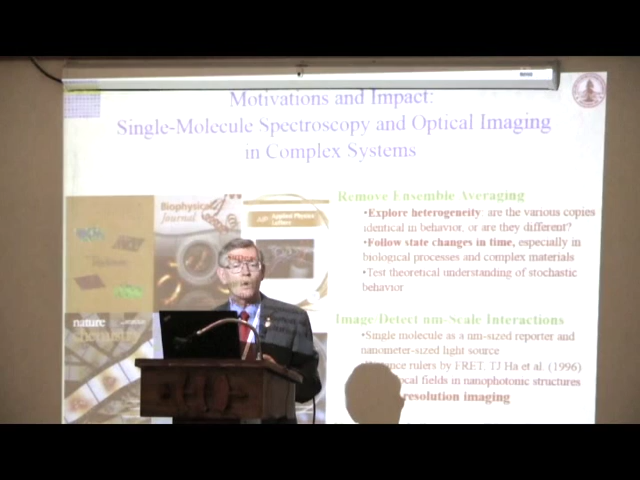 Motivations and Impact:
Single-Molecule Spectroscopy and Optical Imaging
in Complex Systems
Remove Ensemble Averaging
•Explore heterogeneity are the various copies
identical in behavior, or are they different?
•Follow state changes in time, especially in
biological processes and complex materials
•Test theoretical understanding of stochastic
behavior
Image/Detect nm-Scale Interactions
•Single molecule as a nm-sized reporter and
nanometer-sized light source
rulers by FRET. TJ Ha et al. (1996)
fields in nanophotonic structures
resolution imaging
Biophysical
Journal
Applied Physics
Letters
nature
chemistry